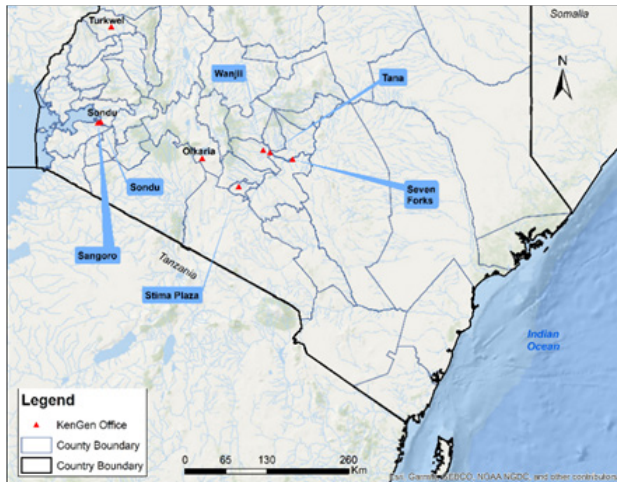 Turkwel
Somalia
Wanjii
Tana
N
Sondu
Olkaria
Sondu
Seven
Forks
Sangoro
Tanzania
Stima Plaza
Indian
Ocean
Legend
KenGen Office
County Boundary
Country Boundary
0 65 130 260
Km
Esri, Garmin, GEBCO, NOAA NGDC, and other contributors